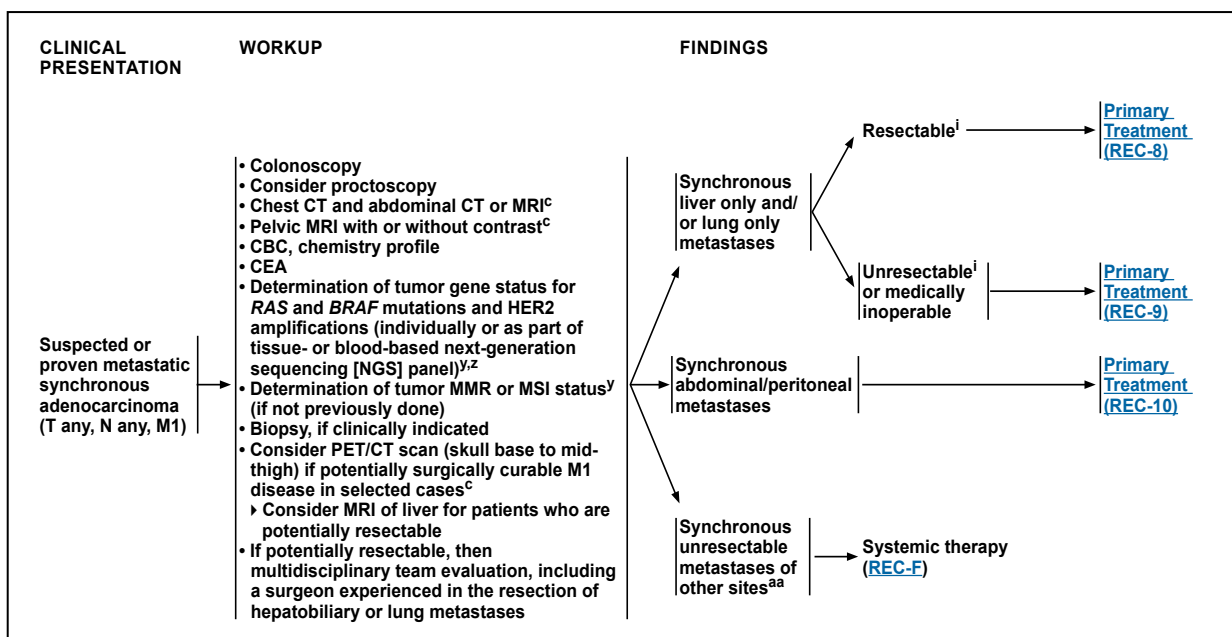 CLINICAL
PRESENTATION
WORKUP
FINDINGS
Suspected or
proven metastatic
synchronous
adenocarcinoma
(T any, N any, M1)
• Colonoscopy
• Consider proctoscopy
• Chest CT and abdominal CT or MRIc
• Pelvic MRI with or without contrastc
• CBC, chemistry profile
• CEA
• Determination of tumor gene status for
RAS and BRAF mutations and HER2
amplifications (individually or as part of
tissue- or blood-based next-generation
sequencing [NGS] panel)y,z
• Determination of tumor MMR or MSI statusy
(if not previously done)
• Biopsy, if clinically indicated
• Consider PET/CT scan (skull base to mid-
thigh) if potentially surgically curable M1
disease in selected casesc
‣ Consider MRI of liver for patients who are
potentially resectable
• If potentially resectable, then
multidisciplinary team evaluation, including
a surgeon experienced in the resection of
hepatobiliary or lung metastases
Synchronous
liver only and/
or lung only
metastases
Resectablei
Primary
Treatment
(REC-8)
Unresectablei
or medically
inoperable
Primary
Treatment
(REC-9)
Synchronous
abdominal/peritoneal
metastases
Primary
Treatment
(REC-10)
Synchronous
unresectable
metastases of
other sitesaa
Systemic therapy
(REC-F)